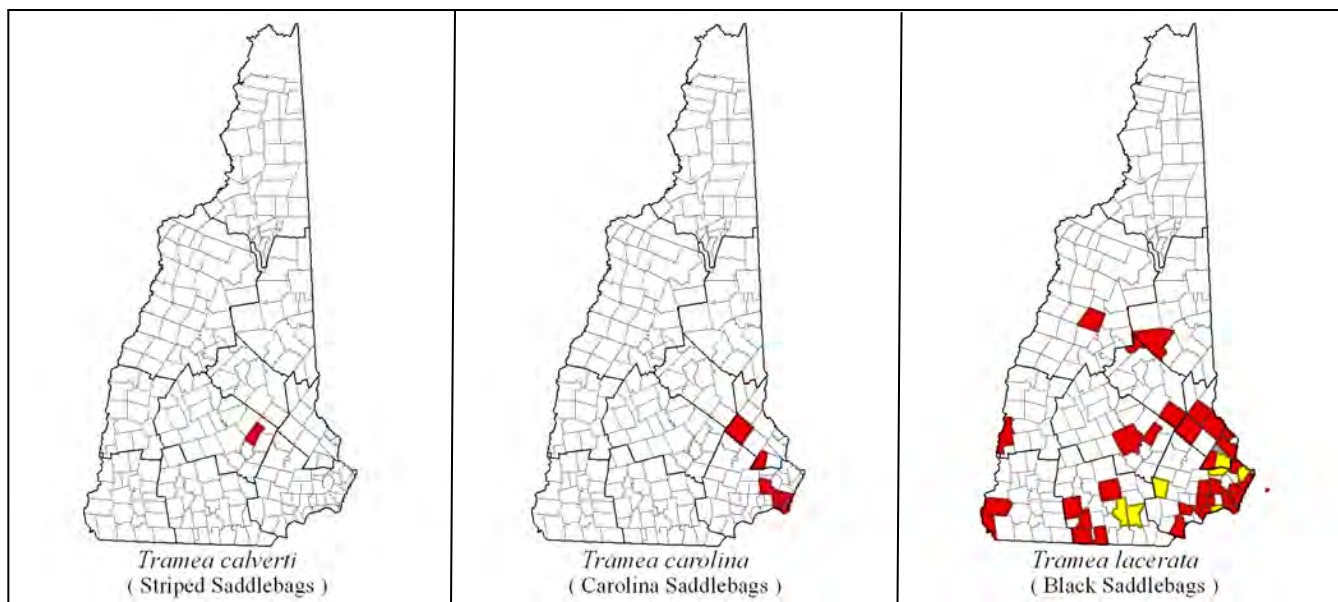 Tramea calverti
( Striped Saddlebags )
Tramea carolina
( Carolina Saddlebags )
Tramea lacerata
( Black Saddlebags )